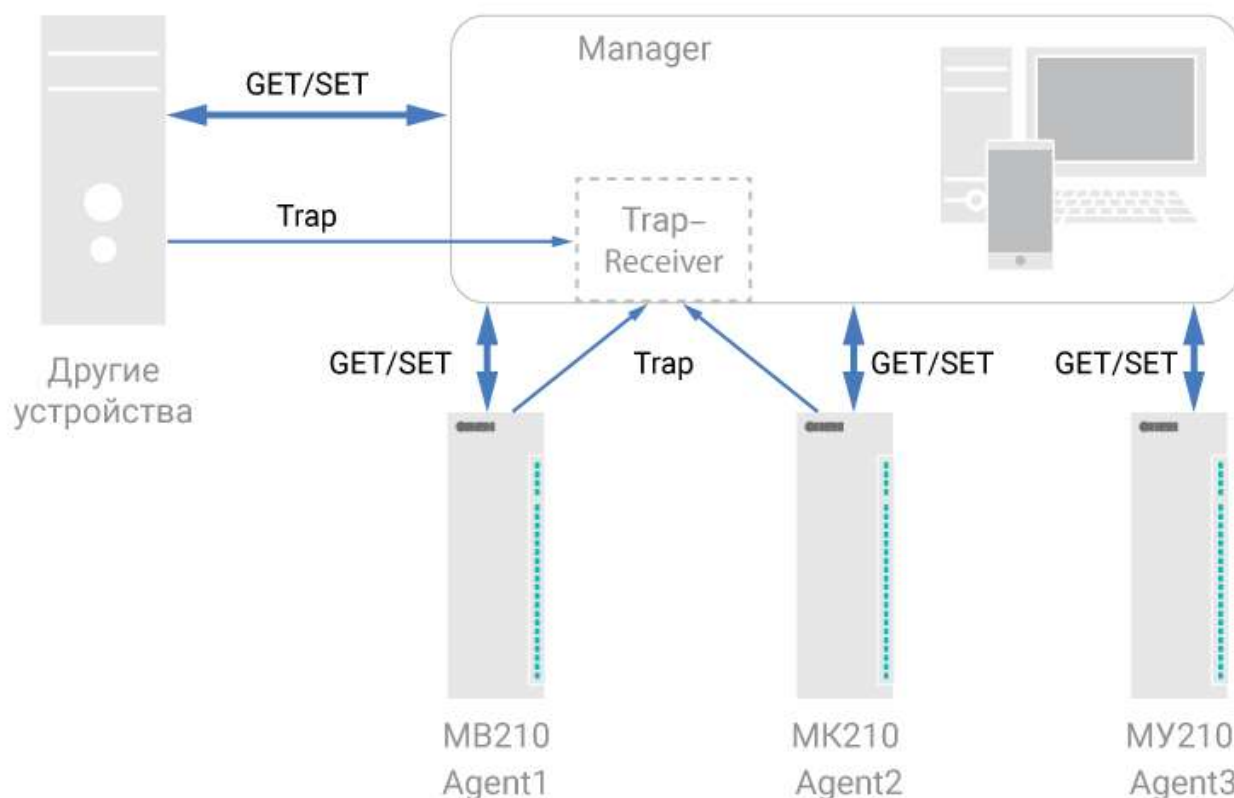 Manager
GET/SET
Trap
Trap–
Receiver
Другие
устройства
GET/SET
Trap
GET/SET
GET/SET
МВ210
Agent1
МК210
Agent2
МУ210
Agent3